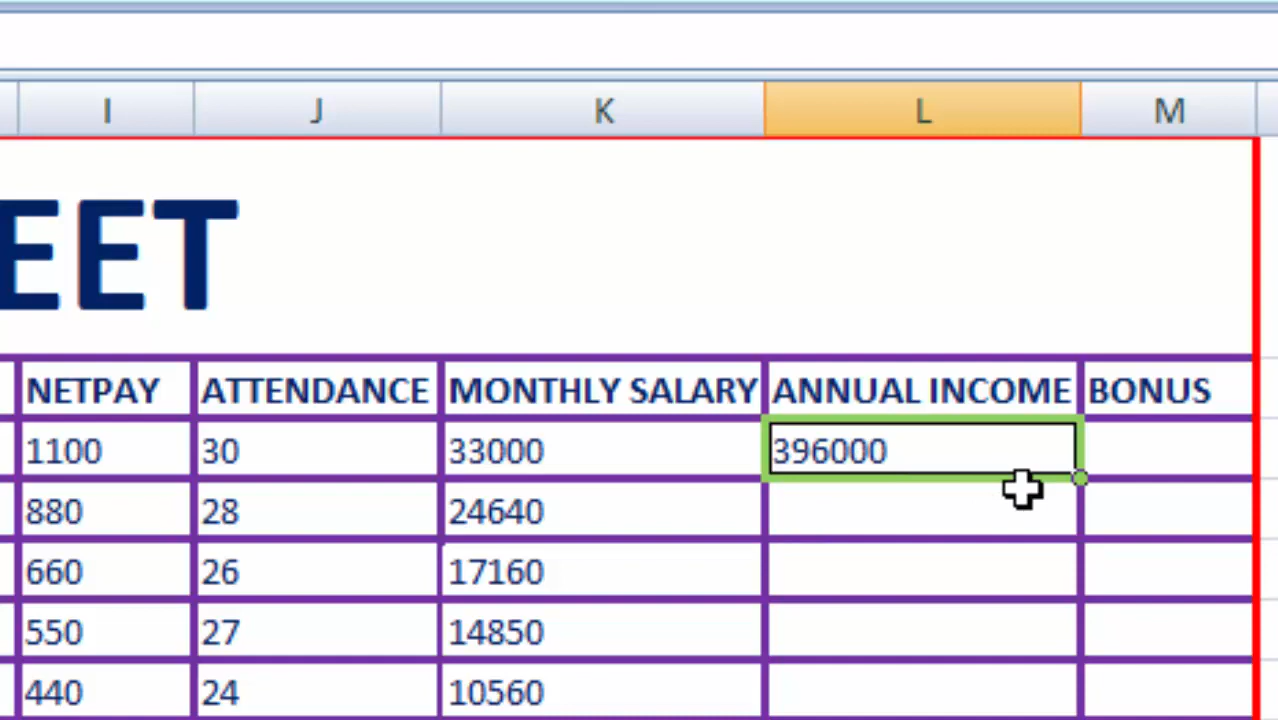 I J K L M
EET
NETPAY ATTENDANCE MONTHLY SALARY ANNUAL INCOME BONUS
1100 30 33000 396000
880 28 24640
660 26 17160
550 27 14850
440 24 10560